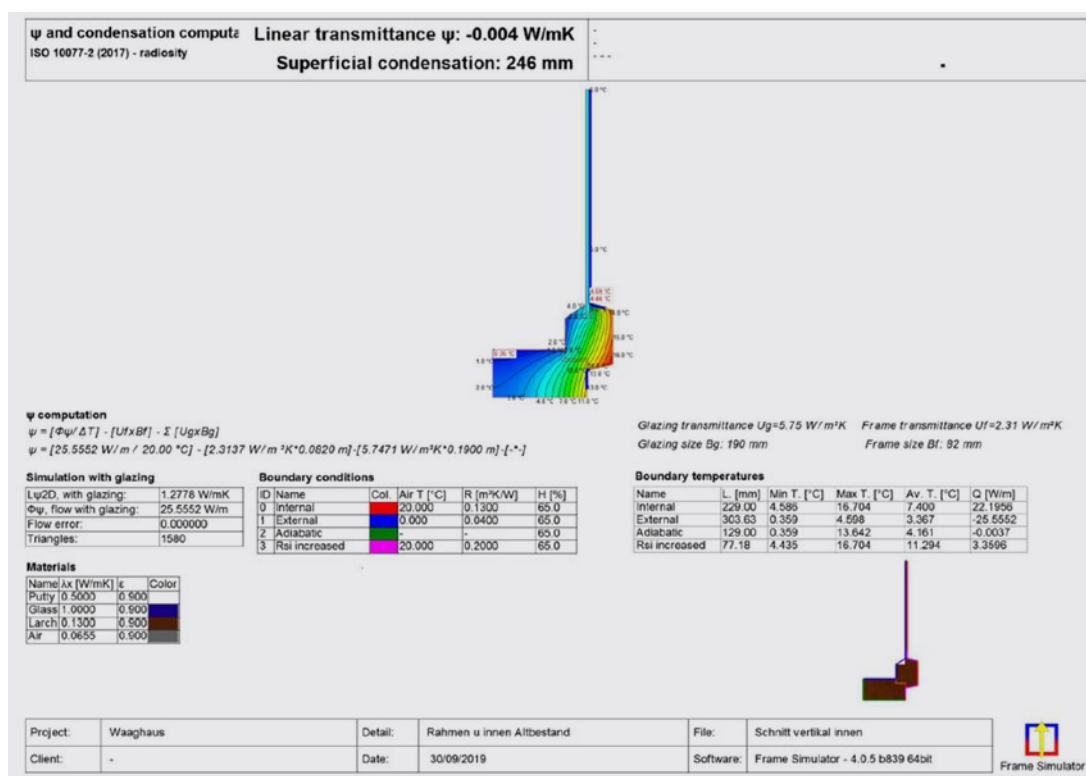 ψ and condensation computa
ISO 10077-2 (2017) - radiosity
Linear transmittance ψ: -0.004 W/mK
Superficial condensation: 246 mm
ψ computation
ψ = [Φψ/ΔT] - [UfxBf] - Σ [UgxBg]
ψ = [25.5552 W/m / 20.00 °C] - [2.3137 W/m²K*0.0820 m]-[5.7471 W/m²K*0.1900 m]-[-*-]
Glazing transmittance Ug=5.75 W/m²K Frame transmittance Uf=2.31 W/m²K
Glazing size Bg: 190 mm Frame size Bf: 82 mm
Simulation with glazing
Lψ2D, with glazing: 1.2778 W/mK
Φψ, flow with glazing: 25.5552 W/m
Flow error: 0.000000
Triangles: 1580
Boundary conditions
ID Name Col. Air T [°C] R [m²K/W] H [%]
0 Internal 20.000 0.1300 65.0
1 External 0.000 0.0400 65.0
2 Adiabatic - - 65.0
3 Rsi increased 20.000 0.2000 65.0
Boundary temperatures
Name L. [mm] Min T. [°C] Max T. [°C] Av. T. [°C] Q [W/m]
Internal 229.00 4.586 16.704 7.400 22.1956
External 303.63 0.359 4.598 3.367 -25.5552
Adiabatic 129.00 0.359 13.642 4.161 -0.0037
Rsi increased 77.18 4.435 16.704 11.294 3.3596
Materials
Name λx [W/mK] ε Color
Putty 0.5000 0.900
Glass 1.0000 0.900
Larch 0.1300 0.900
Air 0.0655 0.900
Project: Waaghaus Detail: Rahmen u innen Altbestand File: Schnitt vertikal innen
Client: - Date: 30/09/2019 Software: Frame Simulator - 4.0.5 b839 64bit
Frame Simulator